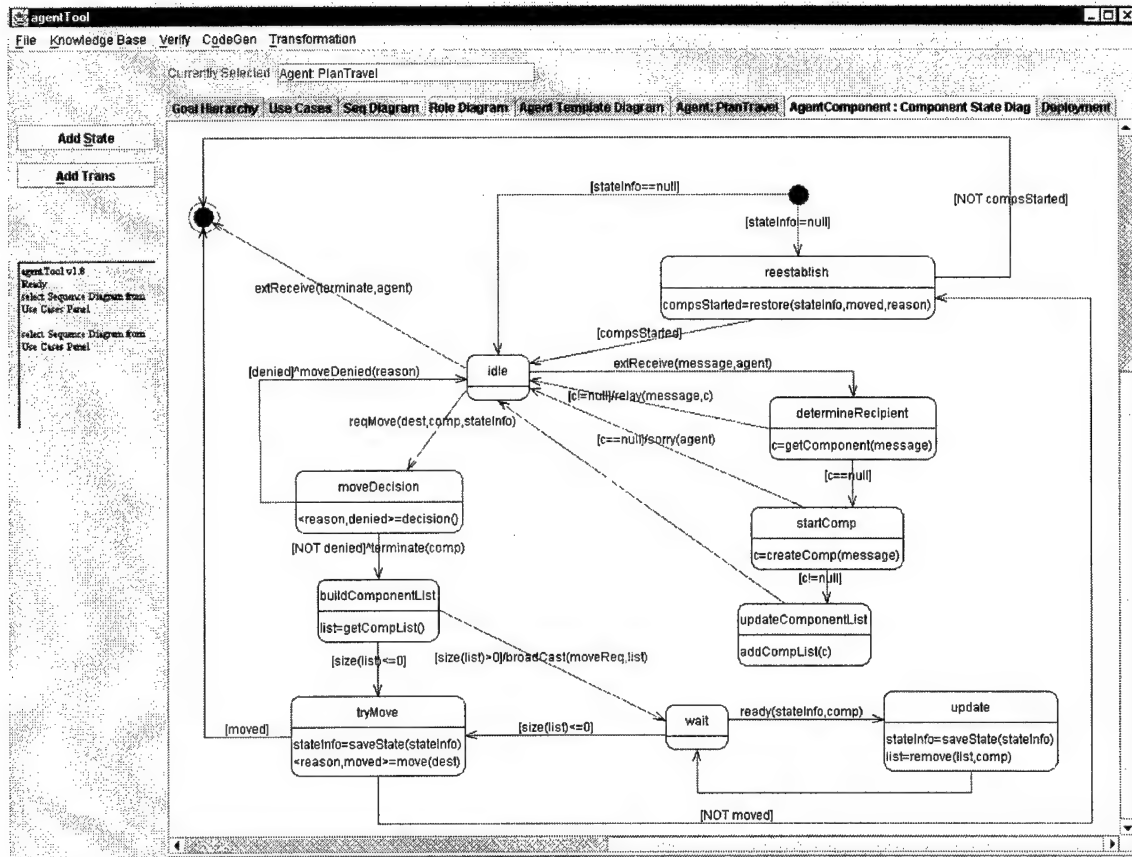 agentTool
File Knowledge Base Verify CodeGen Transformation
Currently Selected Agent: PlanTravel
Goal Hierarchy Use Cases Seq Diagram Role Diagram Agent Template Diagram Agent: PlanTravel AgentComponent : Component State Diag Deployment
Add State
Add Trans
agentTool v1.8
Ready
select Sequence Diagram from
Use Cases Panel
select Sequence Diagram from
Use Cases Panel
[stateInfo==null]
[NOT compsStarted]
[stateInfo!=null]
reestablish
compsStarted=restore(stateInfo,moved,reason)
extReceive(terminate,agent)
[compsStarted]
idle
extReceive(message,agent)
[denied]^moveDenied(reason)
[c!=null]/relay(message,c)
determineRecipient
c=getComponent(message)
reqMove(dest,comp,stateInfo)
[c==null]/sorry(agent)
[c==null]
moveDecision
<reason,denied>=decision()
startComp
c=createComp(message)
[NOT denied]^terminate(comp)
[c!=null]
buildComponentList
list=getCompList()
updateComponentList
addCompList(c)
[size(list)<=0]
[size(list)>0]/broadCast(moveReq,list)
tryMove
stateInfo=saveState(stateInfo)
<reason,moved>=move(dest)
[moved]
[size(list)<=0]
wait
ready(stateInfo,comp)
update
stateInfo=saveState(stateInfo)
list=remove(list,comp)
[NOT moved]